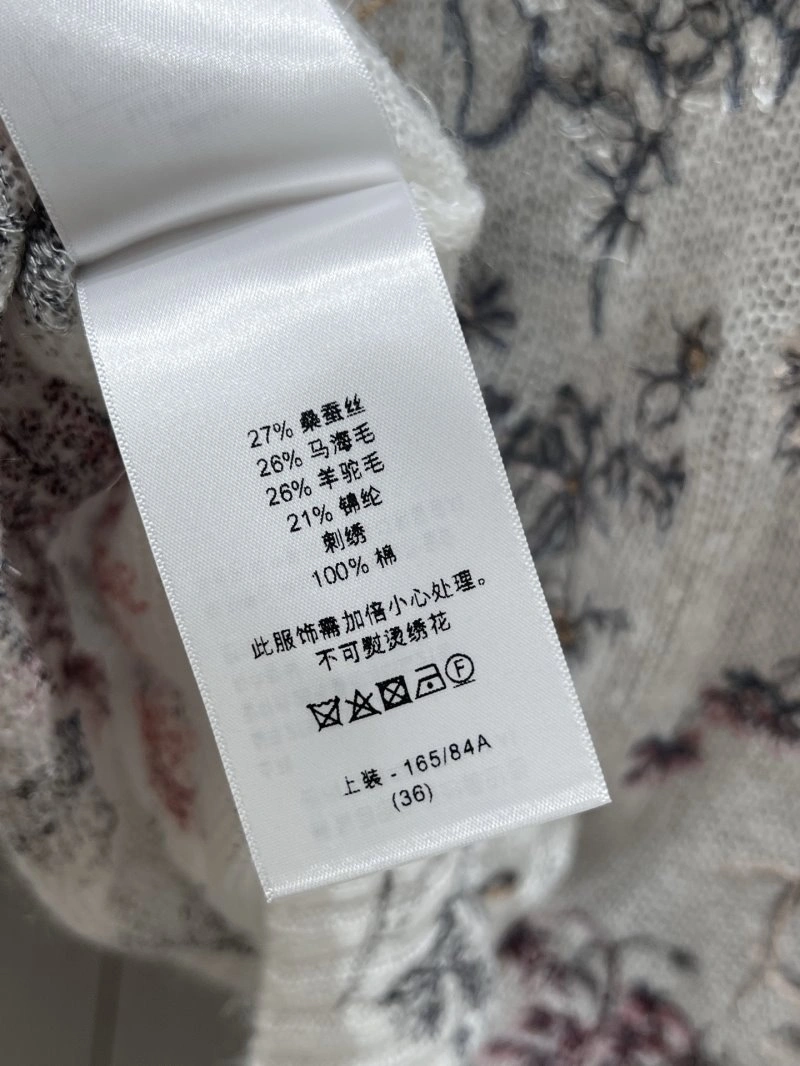 27% 桑蚕丝
26% 马海毛
26% 羊驼毛
21% 锦纶
刺绣
100% 棉
此服饰需加倍小心处理。
不可熨烫绣花
F
上装 - 165/84A
(36)